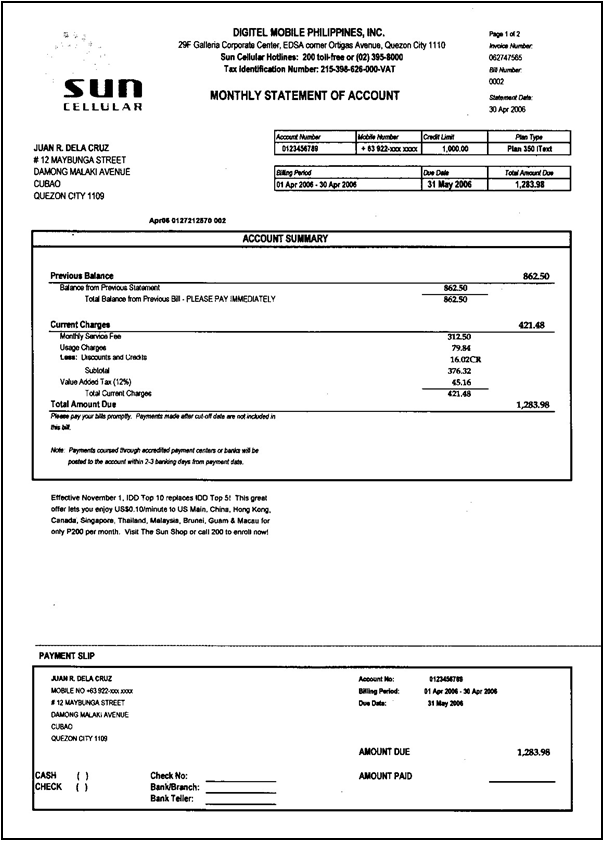 DIGITEL MOBILE PHILIPPINES, INC.
29F Galleria Corporate Center, EDSA corner Ortigas Avenue, Quezon City 1110
Sun Cellular Hotlines: 200 toll-free or (02) 395-8000
Tax Identification Number: 215-398-626-000-VAT
MONTHLY STATEMENT OF ACCOUNT
Page 1 of 2
Invoice Number:
062747565
Bill Number:
0002
Statement Date:
30 Apr 2006
sun
CELLULAR
JUAN R. DELA CRUZ
# 12 MAYBUNGA STREET
DAMONG MALAKI AVENUE
CUBAO
QUEZON CITY 1109
Account Number Mobile Number Credit Limit Plan Type
0123456789 + 63 922-xxx xxxx 1,000.00 Plan 350 iText
Billing Period Due Date Total Amount Due
01 Apr 2006 - 30 Apr 2006 31 May 2006 1,283.98
Apr06 0127212570 002
ACCOUNT SUMMARY
Previous Balance 862.50
Balance from Previous Statement 862.50
Total Balance from Previous Bill - PLEASE PAY IMMEDIATELY 862.50
Current Charges 421.48
Monthly Service Fee 312.50
Usage Charges 79.84
Less: Discounts and Credits 16.02CR
Subtotal 376.32
Value Added Tax (12%) 45.16
Total Current Charges 421.48
Total Amount Due 1,283.98
Please pay your bills promptly. Payments made after cut-off date are not included in
this bill.
Note: Payments coursed through accredited payment centers or banks will be
posted to the account within 2-3 banking days from payment date.
Effective November 1, IDD Top 10 replaces IDD Top 5! This great
offer lets you enjoy US$0.10/minute to US Main, China, Hong Kong,
Canada, Singapore, Thailand, Malaysia, Brunei, Guam & Macau for
only P200 per month. Visit The Sun Shop or call 200 to enroll now!
PAYMENT SLIP
JUAN R. DELA CRUZ
MOBILE NO +63 922-xxx xxxx
# 12 MAYBUNGA STREET
DAMONG MALAKI AVENUE
CUBAO
QUEZON CITY 1109
Account No: 0123456789
Billing Period: 01 Apr 2006 - 30 Apr 2006
Due Date: 31 May 2006
AMOUNT DUE 1,283.98
CASH ( ) Check No: AMOUNT PAID
CHECK ( ) Bank/Branch:
Bank Teller: